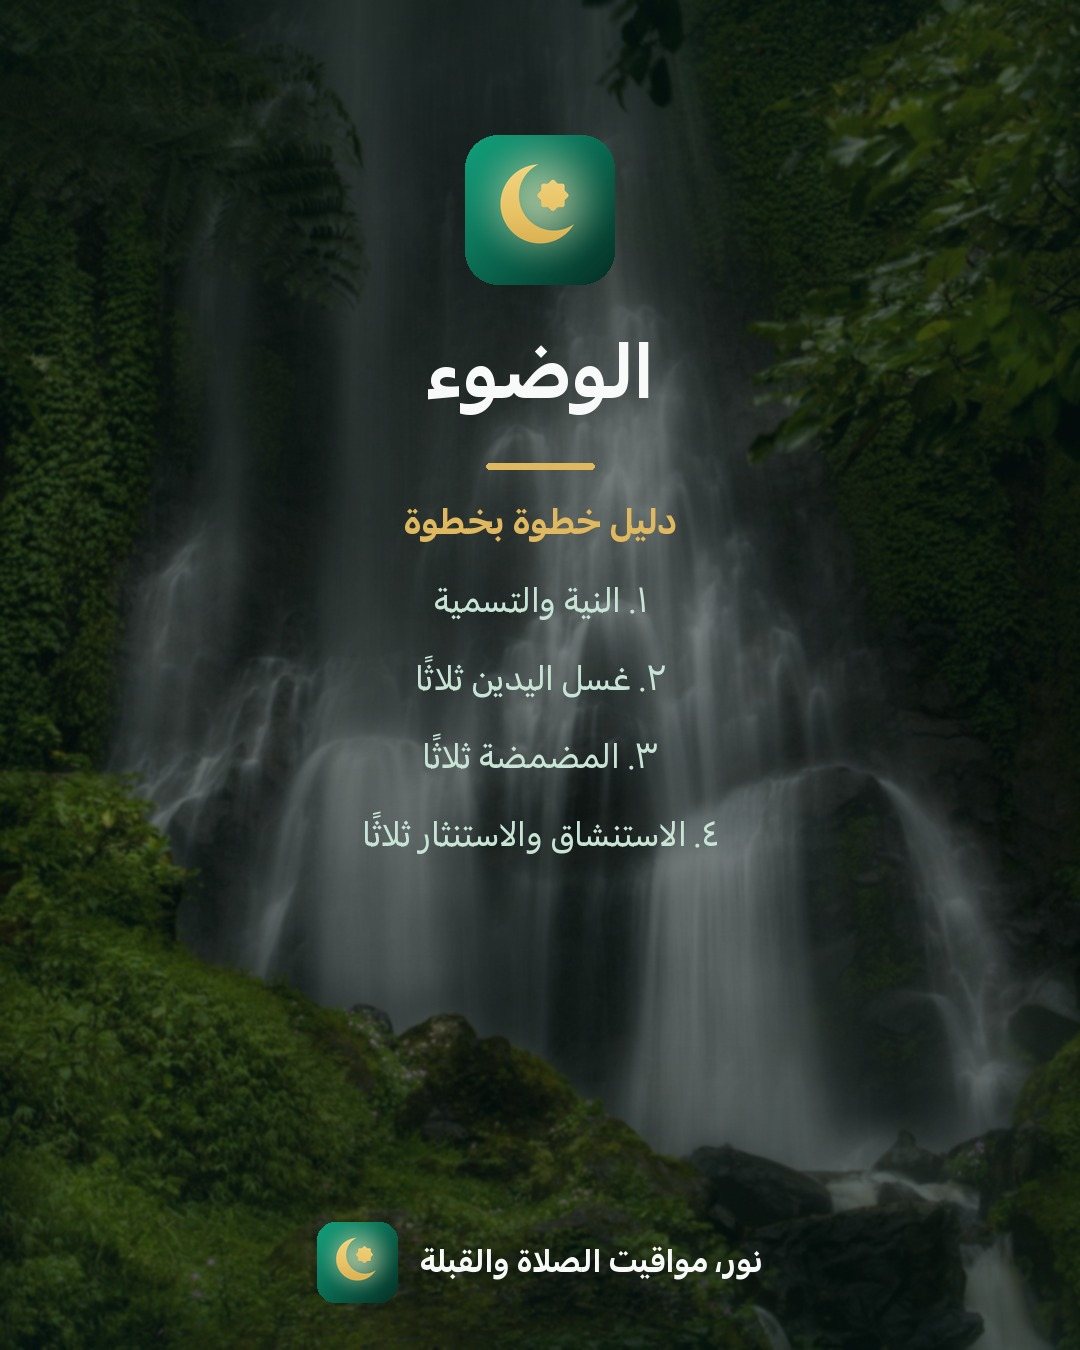 الوضوء
دليل خطوة بخطوة
١. النية والتسمية
٢. غسل اليدين ثلاثًا
٣. المضمضة ثلاثًا
٤. الاستنشاق والاستنثار ثلاثًا
نور، مواقيت الصلاة والقبلة